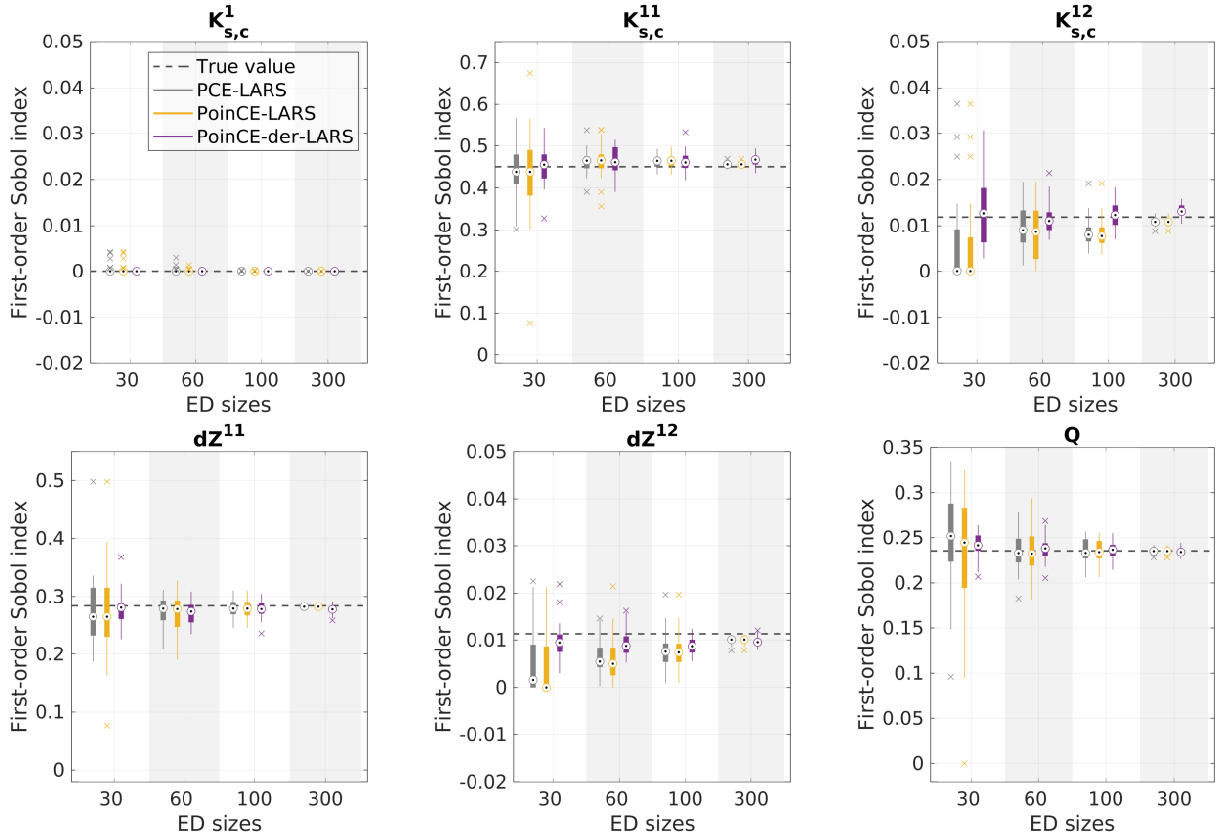 K¹s,c
0.05
0.04
0.03
0.02
0.01
0
-0.01
-0.02
First-order Sobol index
True value
PCE-LARS
PoinCE-LARS
PoinCE-der-LARS
30 60 100 300
ED sizes
K¹¹s,c
0.7
0.6
0.5
0.4
0.3
0.2
0.1
0
First-order Sobol index
30 60 100 300
ED sizes
K¹²s,c
0.05
0.04
0.03
0.02
0.01
0
-0.01
-0.02
First-order Sobol index
30 60 100 300
ED sizes
dZ¹¹
0.5
0.4
0.3
0.2
0.1
0
First-order Sobol index
30 60 100 300
ED sizes
dZ¹²
0.05
0.04
0.03
0.02
0.01
0
-0.01
-0.02
First-order Sobol index
30 60 100 300
ED sizes
Q
0.35
0.3
0.25
0.2
0.15
0.1
0.05
0
First-order Sobol index
30 60 100 300
ED sizes